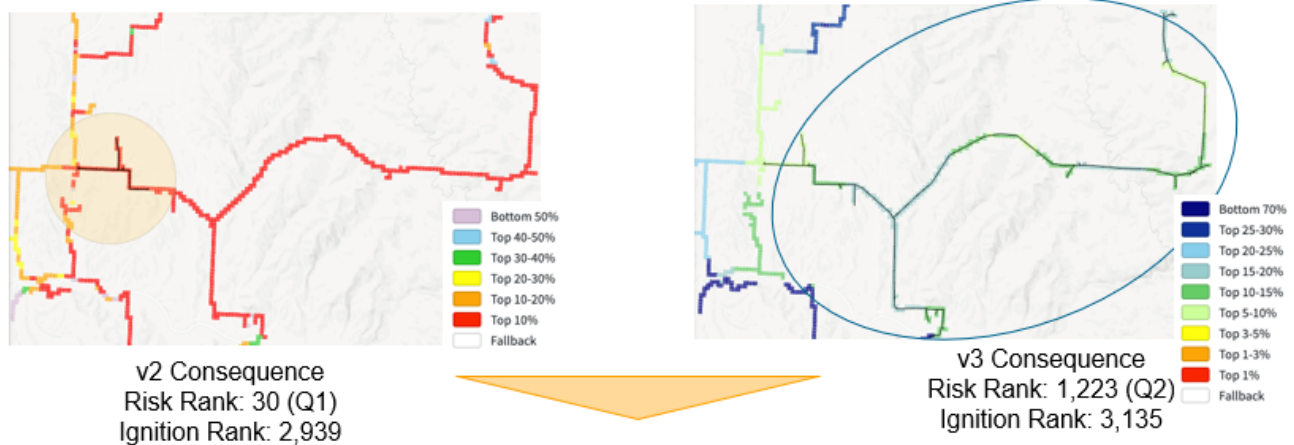 Bottom 50%
Top 40-50%
Top 30-40%
Top 20-30%
Top 10-20%
Top 10%
Fallback
v2 Consequence
Risk Rank: 30 (Q1)
Ignition Rank: 2,939
Bottom 70%
Top 25-30%
Top 20-25%
Top 15-20%
Top 10-15%
Top 5-10%
Top 3-5%
Top 1-3%
Top 1%
Fallback
v3 Consequence
Risk Rank: 1,223 (Q2)
Ignition Rank: 3,135